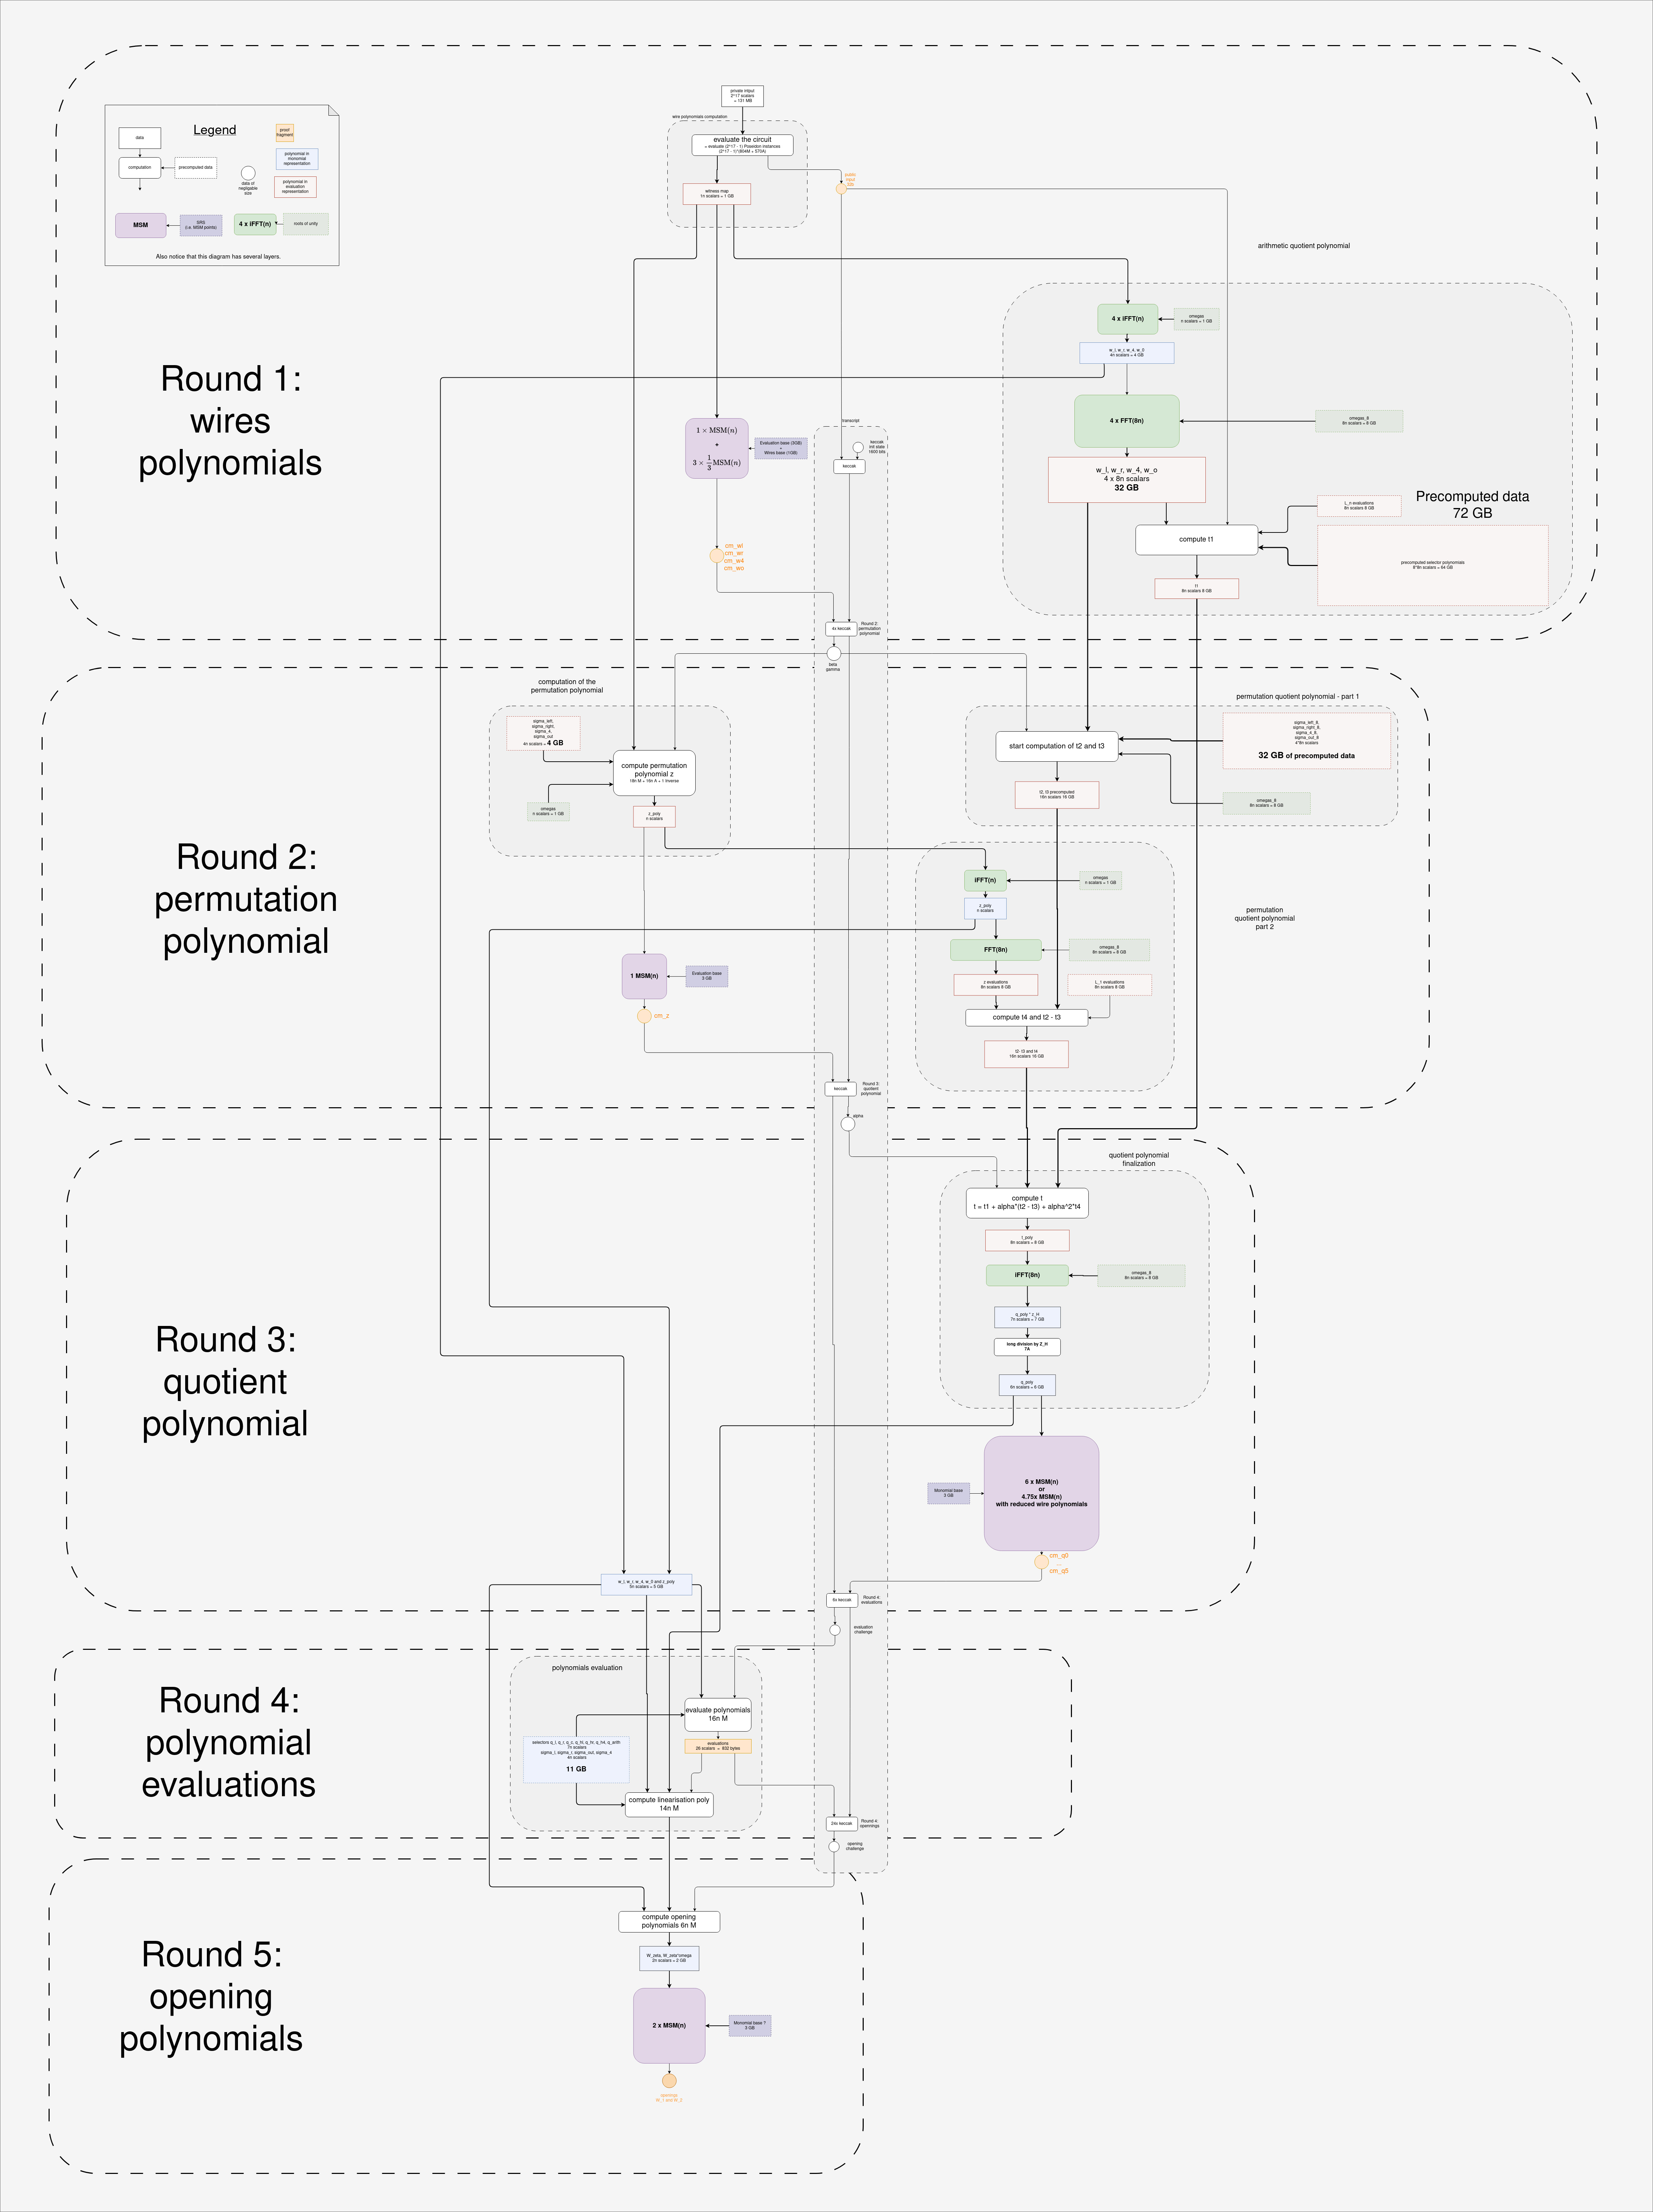 private intput
2^17 scalars
= 131 MB
wire polynomials computation
evaluate the circuit
= evaluate (2^17 - 1) Poseidon instances
(2^17 - 1)*(804M + 570A)
witness map
1n scalars = 1 GB
public
input
Legend
data
computation
precomputed data
data of
negligible
size
proof
fragment
polynomial in
monomial
representation
polynomial in
evaluation
representation
MSM
SRS
(i.e. MSM points)
4 x iFFT(n)
roots of unity
Also notice that this diagram has several layers.
Round 1:
wires
polynomials
arithmetic quotient polynomial
4 x iFFT(n)
omegas
n scalars = 1 GB
w_l, w_r, w_4, w_0
4n scalars = 4 GB
4 x FFT(8n)
omegas_8
8n scalars = 8 GB
w_l, w_r, w_4, w_o
4 x 8n scalars
32 GB
Precomputed data
72 GB
L_n evaluations
8n scalars 8 GB
compute t1
precomputed selector polynomials
8*8n scalars = 64 GB
t1
8n scalars 8 GB
1 × MSM(n)
+
3 × 1/3 MSM(n)
Evaluation base (3GB)
+
Wires base (1GB)
transcript
keccak
init state
1600 bits
keccak
cm_wl
cm_wr
cm_w4
cm_wo
4x keccak
Round 2:
permutation
polynomial
beta
gamma
Round 2:
permutation
polynomial
computation of the
permutation polynomial
sigma_left,
sigma_right,
sigma_4,
sigma_out
4n scalars = 4 GB
compute permutation
polynomial z
18n M + 16n A + 1 inverse
omegas
n scalars = 1 GB
z_poly
n scalars
permutation quotient polynomial - part 1
start computation of t2 and t3
sigma_left_8,
sigma_right_8,
sigma_4_8,
sigma_out_8
4*8n scalars
32 GB of precomputed data
t2, t3 precomputed
16n scalars 16 GB
omegas_8
8n scalars = 8 GB
iFFT(n)
omegas
n scalars = 1 GB
z_poly
n scalars
permutation
quotient polynomial
part 2
FFT(8n)
omegas_8
8n scalars = 8 GB
z evaluations
8n scalars 8 GB
L_1 evaluations
8n scalars 8 GB
compute t4 and t2 - t3
t2- t3 and t4
16n scalars 16 GB
1 MSM(n)
Evaluation base
3 GB
cm_z
keccak
Round 3:
quotient
polynomial
alpha
Round 3:
quotient
polynomial
quotient polynomial
finalization
compute t
t = t1 + alpha*(t2 - t3) + alpha^2*t4
t_poly
8n scalars = 8 GB
iFFT(8n)
omegas_8
8n scalars = 8 GB
q_poly * z_H
7n scalars = 7 GB
long division by Z_H
7A
q_poly
6n scalars = 6 GB
6 x MSM(n)
or
4.75x MSM(n)
with reduced wire polynomials
Monomial base
3 GB
cm_q0
...
cm_q5
w_l, w_r, w_4, w_0 and z_poly
5n scalars = 5 GB
6x keccak
Round 4:
evaluations
evaluation
challenge
Round 4:
polynomial
evaluations
polynomials evaluation
evaluate polynomials
16n M
selectors q_l, q_r, q_c, q_hl, q_hr, q_h4, q_arith
7n scalars
sigma_l, sigma_r, sigma_out, sigma_4
4n scalars
11 GB
evaluations
26 scalars = 832 bytes
compute linearisation poly
14n M
24x keccak
Round 4:
opennings
opening
challenge
Round 5:
opening
polynomials
compute opening
polynomials 6n M
W_zeta, W_zeta*omega
2n scalars = 2 GB
2 x MSM(n)
Monomial base ?
3 GB
openings
W_1 and W_2